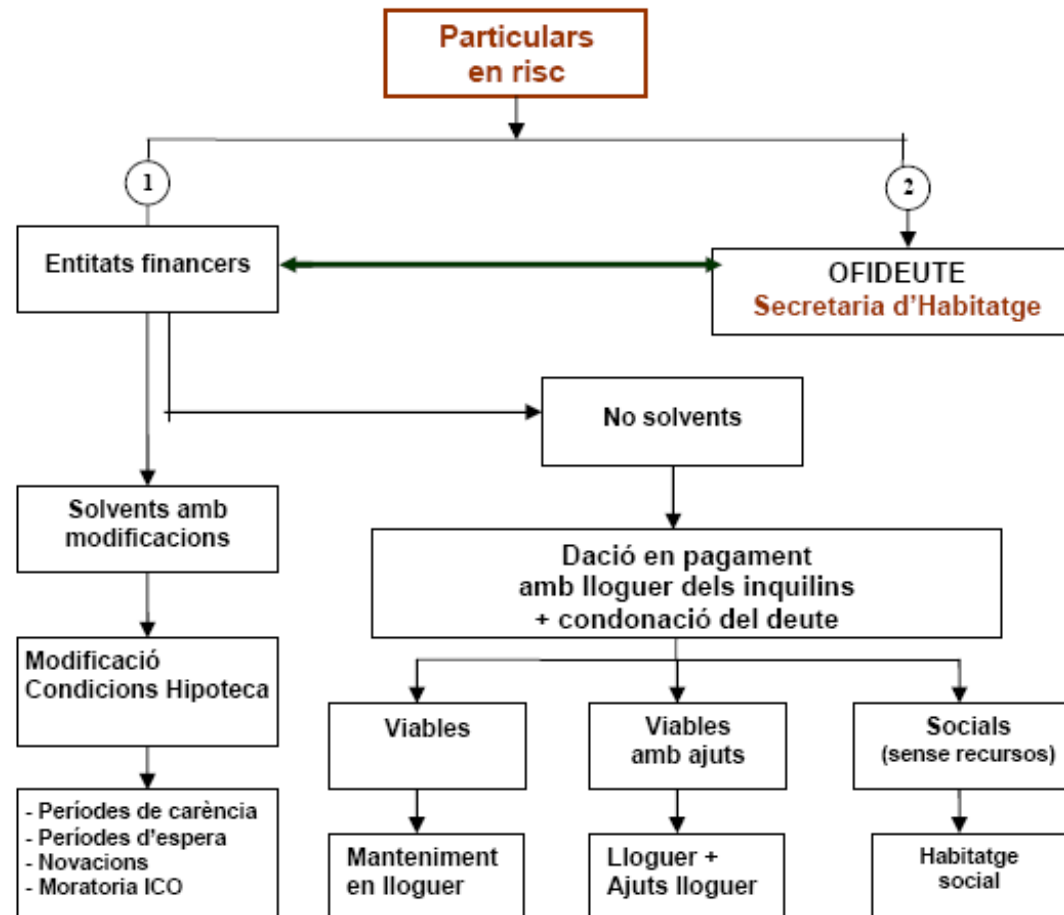 Particulars
en risc
1
2
Entitats financers
OFIDEUTE
Secretaria d'Habitatge
No solvents
Solvents amb
modificacions
Dació en pagament
amb lloguer dels inquilins
+ condonació del deute
Modificació
Condicions Hipoteca
Viables
Viables
amb ajuts
Socials
(sense recursos)
- Períodes de carència
- Períodes d'espera
- Novacions
- Moratoria ICO
Manteniment
en lloguer
Lloguer +
Ajuts lloguer
Habitatge
social